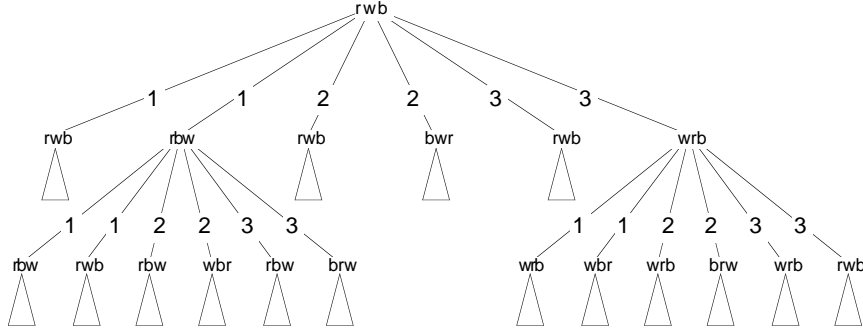 rwb
1 1 2 2 3 3
rwb rbw rwb bwr rwb wrb
1 1 2 2 3 3 1 1 2 2 3 3
rbw rwb rbw wbr rbw brw wrb wbr wrb brw wrb rwb